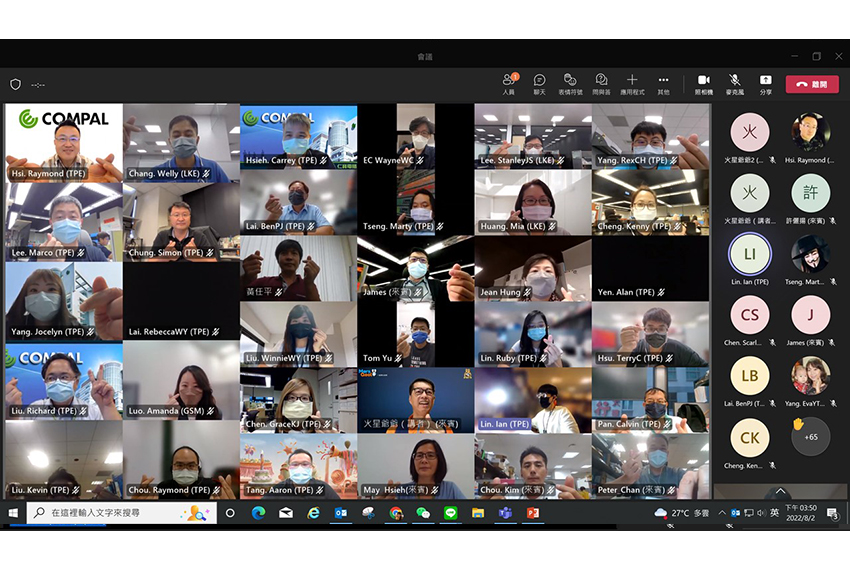 會議
--:--
1
人員
聊天
表情符號
問與答
應用程式
其他
照相機
麥克風
分享
離開
COMPAL
Hsi. Raymond (TPE)
Chang. Welly (LKE)
COMPAL
Hsieh. Carrey (TPE)
EC WayneWC
Lee. StanleyJS (LKE)
Yang. RexCH (TPE)
Lee. Marco (TPE)
Chung. Simon (TPE)
Lai. BenPJ (TPE)
Tseng. Marty (TPE)
Huang. Mia (LKE)
Cheng. Kenny (TPE)
Yang. Jocelyn (TPE)
Lai. RebeccaWY (TPE)
黃任平
James (來賓)
Jean Hung
Yen. Alan (TPE)
Liu. WinnieWY (TPE)
Tom Yu
Lin. Ruby (TPE)
Hsu. TerryC (TPE)
COMPAL
Liu. Richard (TPE)
Luo. Amanda (GSM)
Chen. GraceKJ (TPE)
火星爺爺（講者）(來賓)
Lin. Ian (TPE)
Pan. Calvin (TPE)
Liu. Kevin (TPE)
Chou. Raymond (TPE)
Tang. Aaron (TPE)
May Hsieh(來賓)
Chou. Kim (來賓)
Peter_Chan (來賓)
火
火星爺爺2 (...
Hsi. Raymond (...
火
火星爺爺（講者...
許
許儷揚 (來賓)
LI
Lin. Ian (TPE)
Tseng. Mart...
CS
Chen. Scarl...
J
James (來賓)
LB
Lai. BenPJ (T...
Yang. EvaYT...
CK
Cheng. Ken...
+65
在這裡輸入文字來搜尋
27°C 多雲
英
下午 03:50
2022/8/2
3